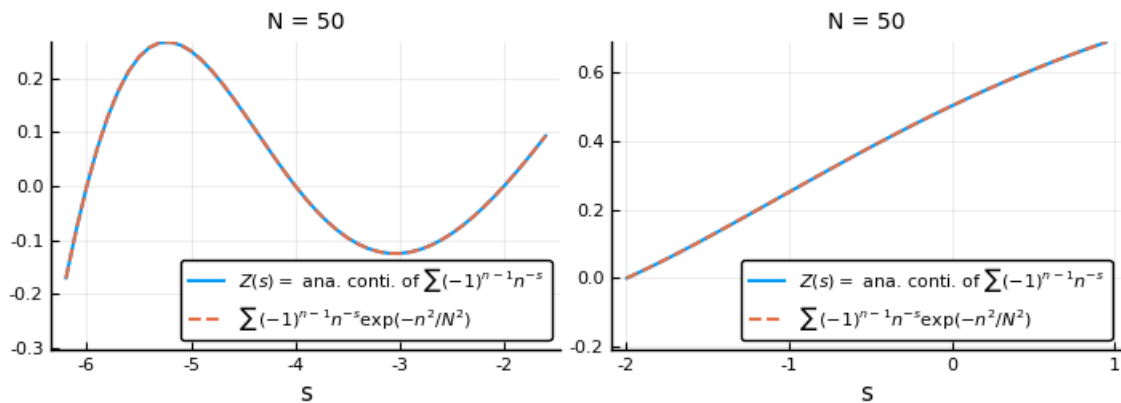 N = 50
0.2
0.1
0.0
-0.1
-0.2
-0.3
Z(s) = ana. conti. of ∑(-1)^{n-1}n^{-s}
∑(-1)^{n-1}n^{-s}exp(-n²/N²)
-6 -5 -4 -3 -2
s
N = 50
0.6
0.4
0.2
0.0
-0.2
Z(s) = ana. conti. of ∑(-1)^{n-1}n^{-s}
∑(-1)^{n-1}n^{-s}exp(-n²/N²)
-2 -1 0 1
s